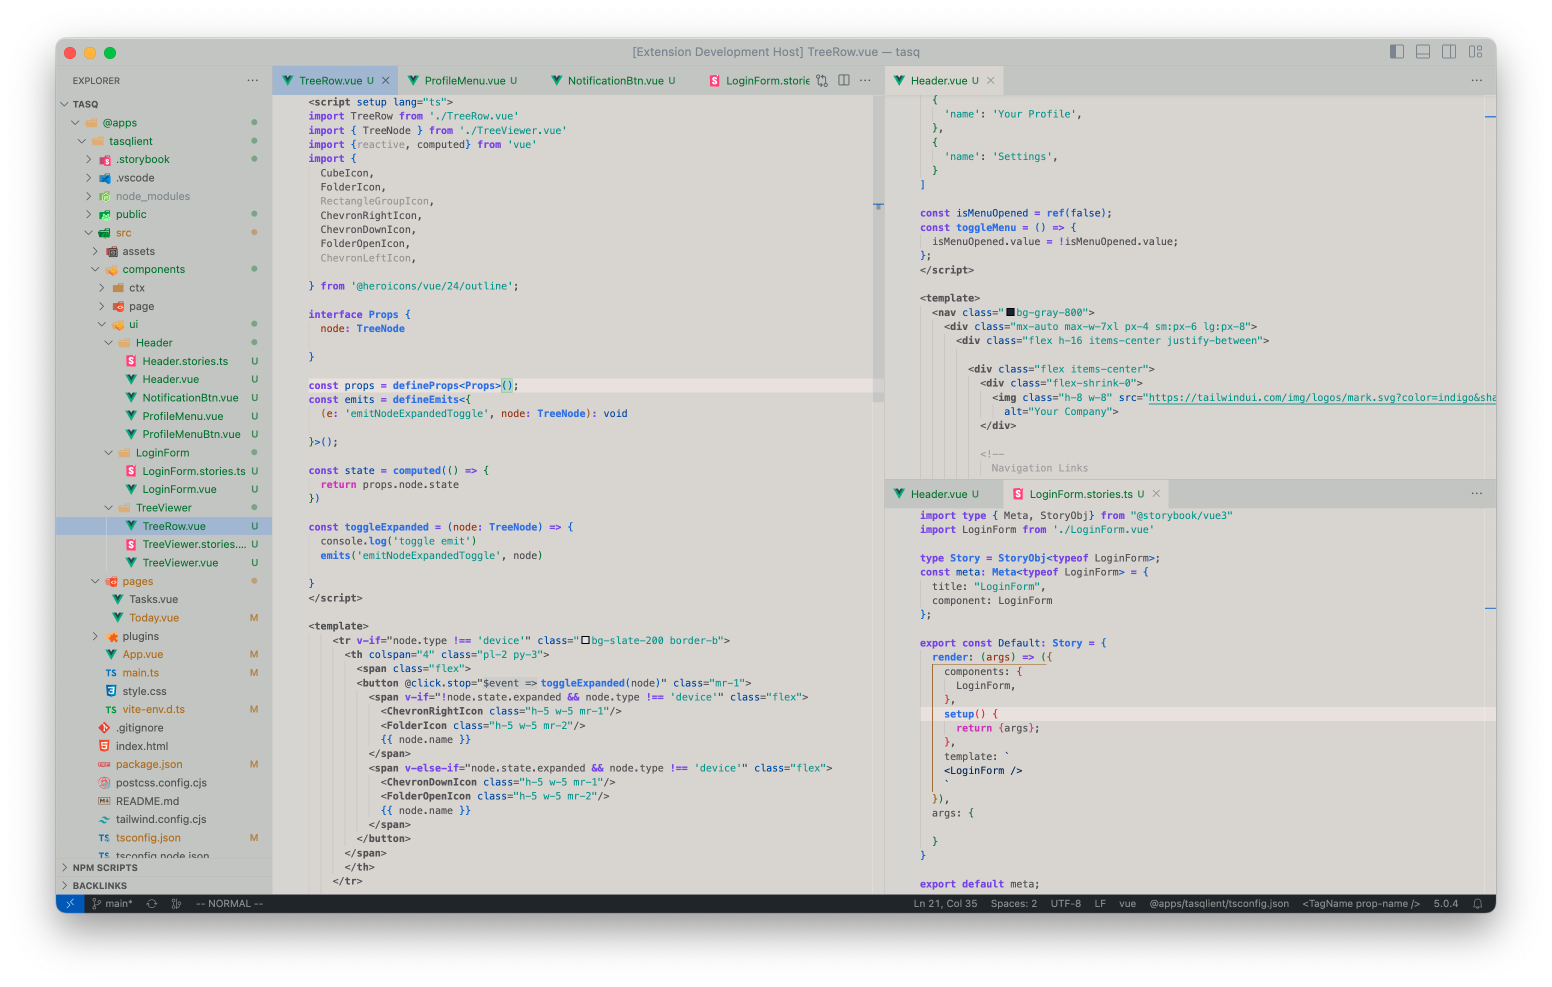 [Extension Development Host] TreeRow.vue — tasq
EXPLORER
TASQ
@apps
tasqlient
.storybook
.vscode
node_modules
public
src
assets
components
ctx
page
ui
Header
Header.stories.ts U
Header.vue U
NotificationBtn.vue U
ProfileMenu.vue U
ProfileMenuBtn.vue U
LoginForm
LoginForm.stories.ts U
LoginForm.vue U
TreeViewer
TreeRow.vue U
TreeViewer.stories.... U
TreeViewer.vue U
pages
Tasks.vue
Today.vue M
plugins
App.vue M
TS main.ts M
style.css
TS vite-env.d.ts M
.gitignore
index.html
package.json M
postcss.config.cjs
README.md
tailwind.config.cjs
TS tsconfig.json M
TS tsconfig.node.json
NPM SCRIPTS
BACKLINKS
TreeRow.vue U
ProfileMenu.vue U
NotificationBtn.vue U
LoginForm.storie
<script setup lang="ts">
import TreeRow from './TreeRow.vue'
import { TreeNode } from './TreeViewer.vue'
import {reactive, computed} from 'vue'
import {
CubeIcon,
FolderIcon,
RectangleGroupIcon,
ChevronRightIcon,
ChevronDownIcon,
FolderOpenIcon,
ChevronLeftIcon,
} from '@heroicons/vue/24/outline';
interface Props {
node: TreeNode
}
const props = defineProps<Props>();
const emits = defineEmits<{
(e: 'emitNodeExpandedToggle', node: TreeNode): void
}>();
const state = computed(() => {
return props.node.state
})
const toggleExpanded = (node: TreeNode) => {
console.log('toggle emit')
emits('emitNodeExpandedToggle', node)
}
</script>
<template>
<tr v-if="node.type !== 'device'" class="bg-slate-200 border-b">
<th colspan="4" class="pl-2 py-3">
<span class="flex">
<button @click.stop="$event => toggleExpanded(node)" class="mr-1">
<span v-if="!node.state.expanded && node.type !== 'device'" class="flex">
<ChevronRightIcon class="h-5 w-5 mr-1"/>
<FolderIcon class="h-5 w-5 mr-2"/>
{{ node.name }}
</span>
<span v-else-if="node.state.expanded && node.type !== 'device'" class="flex">
<ChevronDownIcon class="h-5 w-5 mr-1"/>
<FolderOpenIcon class="h-5 w-5 mr-2"/>
{{ node.name }}
</span>
</button>
</span>
</th>
</tr>
Header.vue U
{
'name': 'Your Profile',
},
{
'name': 'Settings',
}
]
const isMenuOpened = ref(false);
const toggleMenu = () => {
isMenuOpened.value = !isMenuOpened.value;
};
</script>
<template>
<nav class="bg-gray-800">
<div class="mx-auto max-w-7xl px-4 sm:px-6 lg:px-8">
<div class="flex h-16 items-center justify-between">
<div class="flex items-center">
<div class="flex-shrink-0">
<img class="h-8 w-8" src="https://tailwindui.com/img/logos/mark.svg?color=indigo&sha
alt="Your Company">
</div>
<!--
Navigation Links
Header.vue U
LoginForm.stories.ts U
import type { Meta, StoryObj} from "@storybook/vue3"
import LoginForm from './LoginForm.vue'
type Story = StoryObj<typeof LoginForm>;
const meta: Meta<typeof LoginForm> = {
title: "LoginForm",
component: LoginForm
};
export const Default: Story = {
render: (args) => ({
components: {
LoginForm,
},
setup() {
return {args};
},
template: `
<LoginForm />
`
}),
args: {
}
}
export default meta;
main*
-- NORMAL --
Ln 21, Col 35
Spaces: 2
UTF-8
LF
vue
@apps/tasqlient/tsconfig.json
<TagName prop-name />
5.0.4